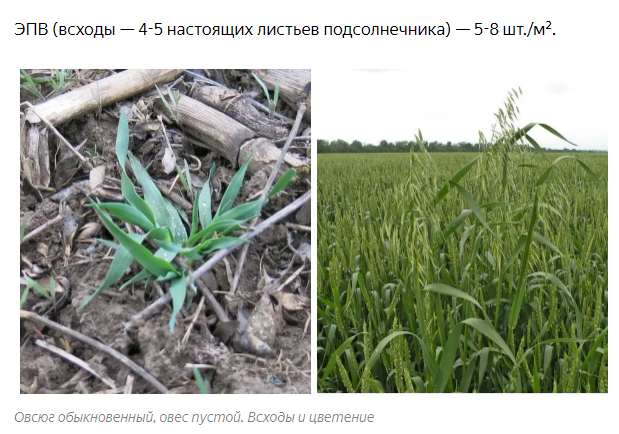 ЭПВ (всходы — 4-5 настоящих листьев подсолнечника) — 5-8 шт./м².
Овсюг обыкновенный, овес пустой. Всходы и цветение